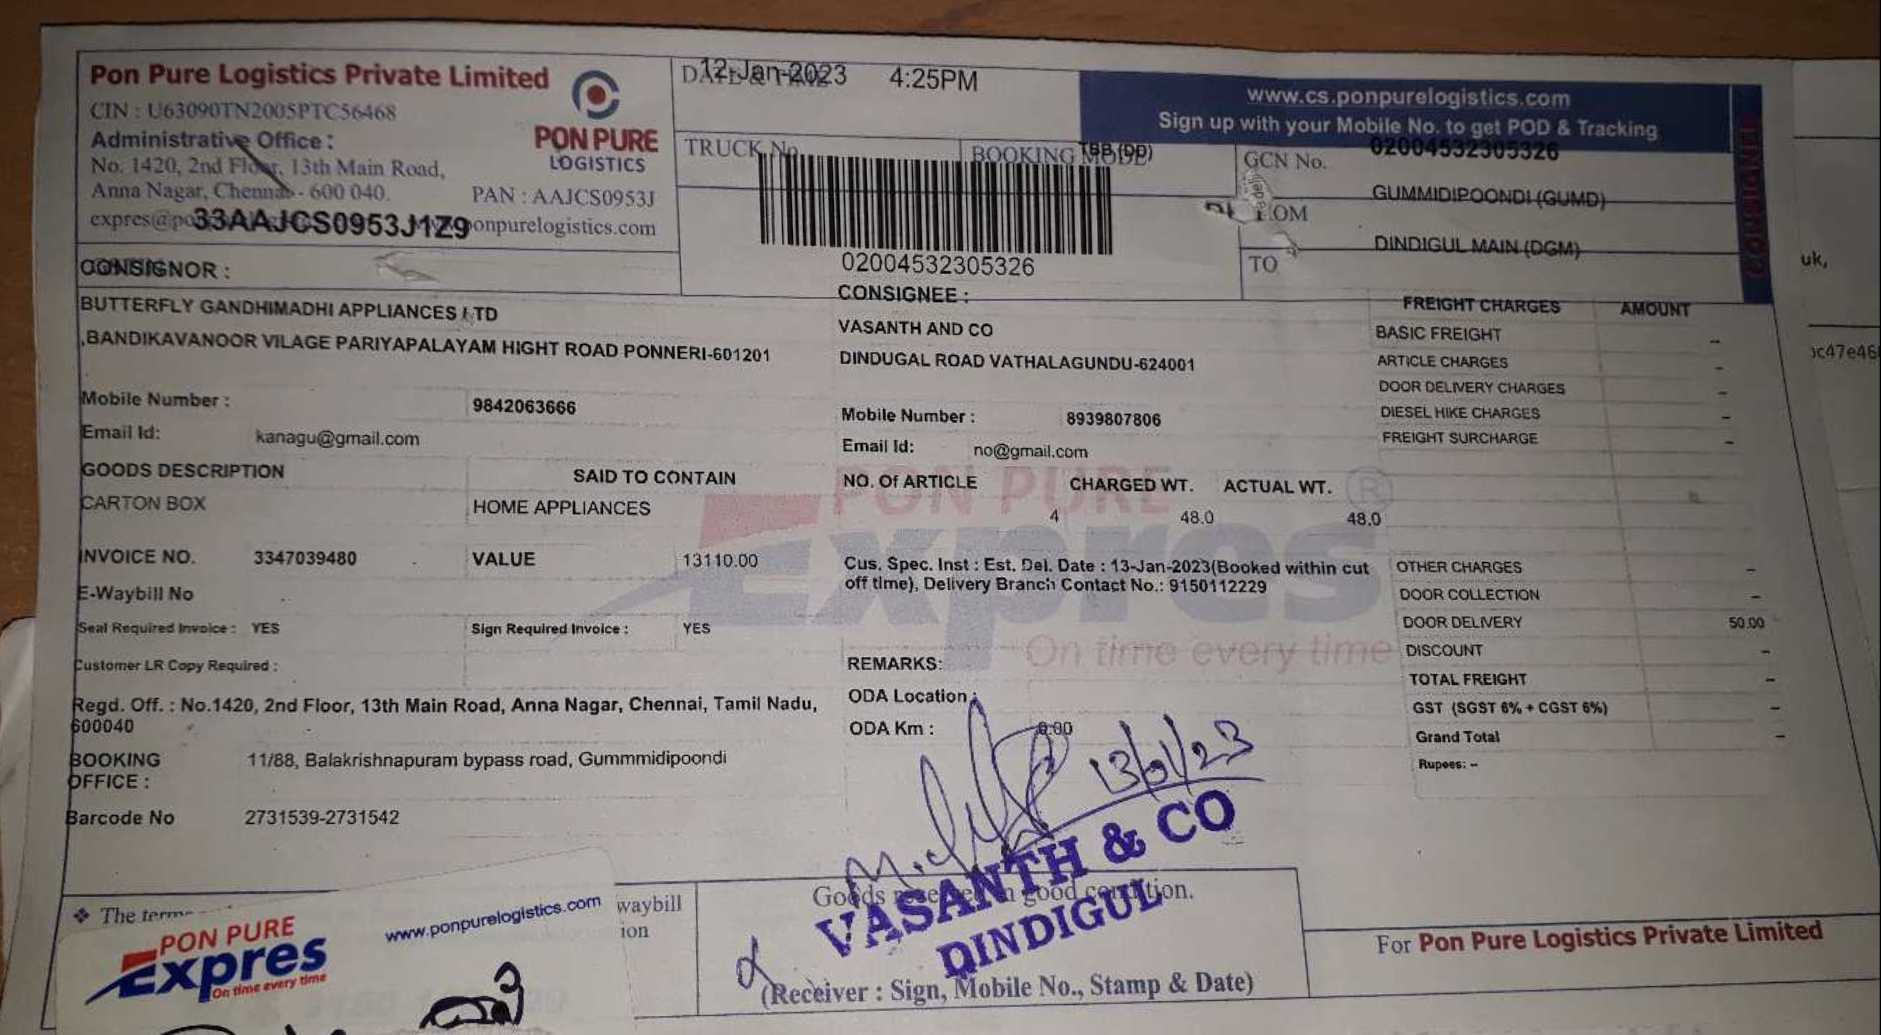 Pon Pure Logistics Private Limited
CIN : U63090TN2005PTC56468
Administrative Office :
No. 1420, 2nd Floor, 13th Main Road,
Anna Nagar, Chennai - 600 040.
PAN : AAJCS0953J
33AAJCS0953J1Z9
ponpurelogistics.com
PON PURE
LOGISTICS
DATE & TIME
12-Jan-2023 4:25PM
www.cs.ponpurelogistics.com
Sign up with your Mobile No. to get POD & Tracking
TRUCK No.
BOOKING MODE
TBB(DD)
GCN No.
02004532305326
FROM
GUMMIDIPOONDI (GUMD)
TO
DINDIGUL MAIN (DGM)
02004532305326
CONSIGNOR :
BUTTERFLY GANDHIMADHI APPLIANCES LTD
,BANDIKAVANOOR VILAGE PARIYAPALAYAM HIGHT ROAD PONNERI-601201
Mobile Number : 9842063666
Email Id: kanagu@gmail.com
CONSIGNEE :
VASANTH AND CO
DINDUGAL ROAD VATHALAGUNDU-624001
Mobile Number : 8939807806
Email Id: no@gmail.com
FREIGHT CHARGES AMOUNT
BASIC FREIGHT --
ARTICLE CHARGES --
DOOR DELIVERY CHARGES --
DIESEL HIKE CHARGES --
FREIGHT SURCHARGE --
GOODS DESCRIPTION SAID TO CONTAIN NO. Of ARTICLE CHARGED WT. ACTUAL WT.
CARTON BOX HOME APPLIANCES 4 48.0 48.0
PON PURE
Expres
On time every time
INVOICE NO. 3347039480 VALUE 13110.00
E-Waybill No
Seal Required Invoice : YES Sign Required Invoice : YES
Customer LR Copy Required :
Cus. Spec. Inst : Est. Del. Date : 13-Jan-2023(Booked within cut
off time), Delivery Branch Contact No.: 9150112229
OTHER CHARGES --
DOOR COLLECTION --
DOOR DELIVERY 50.00
DISCOUNT --
TOTAL FREIGHT --
GST (SGST 6% + CGST 6%) --
Grand Total --
Rupees: --
REMARKS:
ODA Location :
ODA Km : 0.00
Regd. Off. : No.1420, 2nd Floor, 13th Main Road, Anna Nagar, Chennai, Tamil Nadu,
600040
BOOKING
OFFICE : 11/88, Balakrishnapuram bypass road, Gummmidipoondi
Barcode No 2731539-2731542
13/01/23
VASANTH & CO
DINDIGUL
The terms
waybill
Goods received in good condition.
(Receiver : Sign, Mobile No., Stamp & Date)
For Pon Pure Logistics Private Limited
PON PURE
Expres
On time every time
www.ponpurelogistics.com
uk,